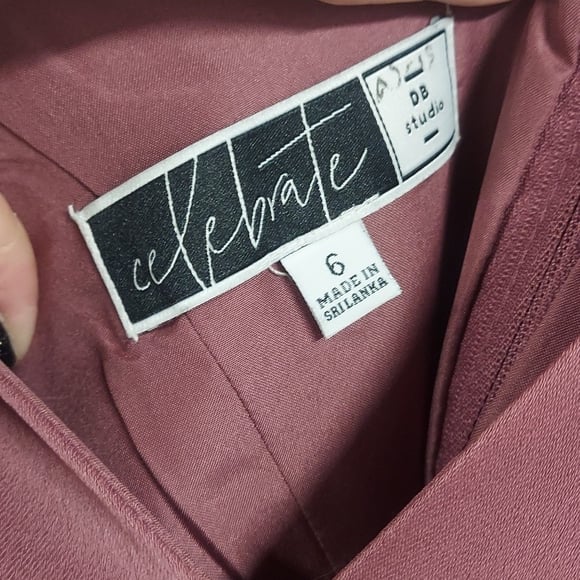 celebrate
DB
studio
6
MADE IN
SRI LANKA